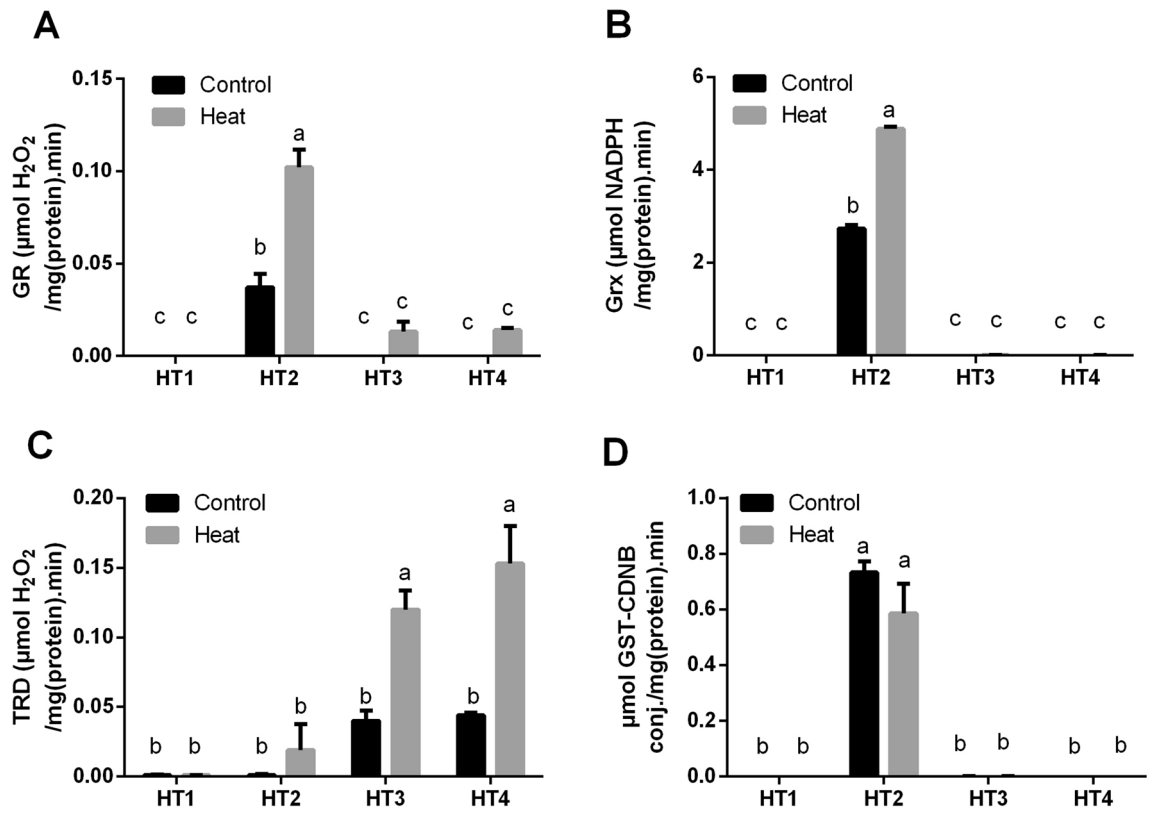 A
GR (µmol H₂O₂
/mg(protein).min)
0.15
0.10
0.05
0.00
Control
Heat
c c b a c c c c
HT1 HT2 HT3 HT4
B
Grx (µmol NADPH
/mg(protein).min)
6
4
2
0
Control
Heat
c c b a c c c c
HT1 HT2 HT3 HT4
C
TRD (µmol H₂O₂
/mg(protein).min)
0.20
0.15
0.10
0.05
0.00
Control
Heat
b b b b b a b a
HT1 HT2 HT3 HT4
D
µmol GST-CDNB
conj./mg(protein).min
1.0
0.8
0.6
0.4
0.2
0.0
Control
Heat
b b a a b b b b
HT1 HT2 HT3 HT4